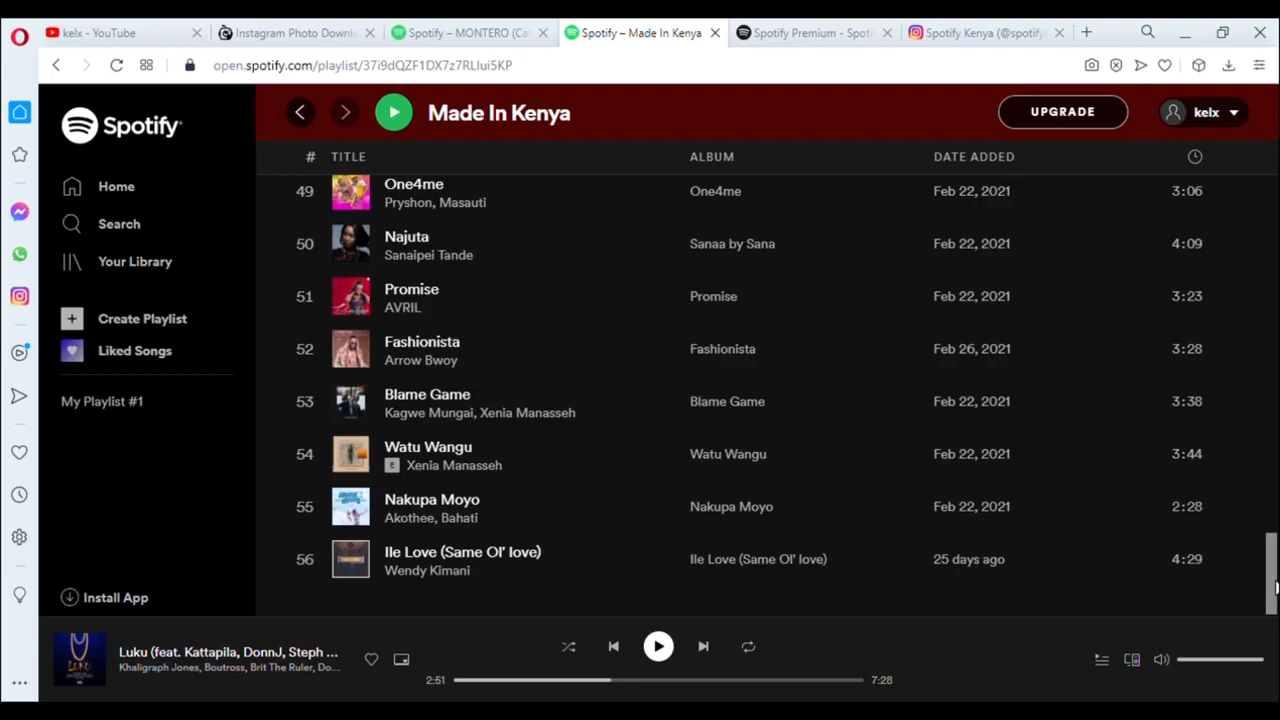 kelx - YouTube
Instagram Photo Downl
Spotify – MONTERO (Ca
Spotify – Made In Kenya
Spotify Premium - Spoti
Spotify Kenya (@spotify
open.spotify.com/playlist/37i9dQZF1DX7z7RLIui5KP
Spotify
Made In Kenya
UPGRADE
kelx
Home
Search
Your Library
Create Playlist
Liked Songs
My Playlist #1
Install App
# TITLE ALBUM DATE ADDED
49 One4me One4me Feb 22, 2021 3:06
Pryshon, Masauti
50 Najuta Sanaa by Sana Feb 22, 2021 4:09
Sanaipei Tande
51 Promise Promise Feb 22, 2021 3:23
AVRIL
52 Fashionista Fashionista Feb 26, 2021 3:28
Arrow Bwoy
53 Blame Game Blame Game Feb 22, 2021 3:38
Kagwe Mungai, Xenia Manasseh
54 Watu Wangu Watu Wangu Feb 22, 2021 3:44
E Xenia Manasseh
55 Nakupa Moyo Nakupa Moyo Feb 22, 2021 2:28
Akothee, Bahati
56 Ile Love (Same Ol' love) Ile Love (Same Ol' love) 25 days ago 4:29
Wendy Kimani
LUKU
Luku (feat. Kattapila, DonnJ, Steph ...
Khaligraph Jones, Boutross, Brit The Ruler, Do...
2:51 7:28